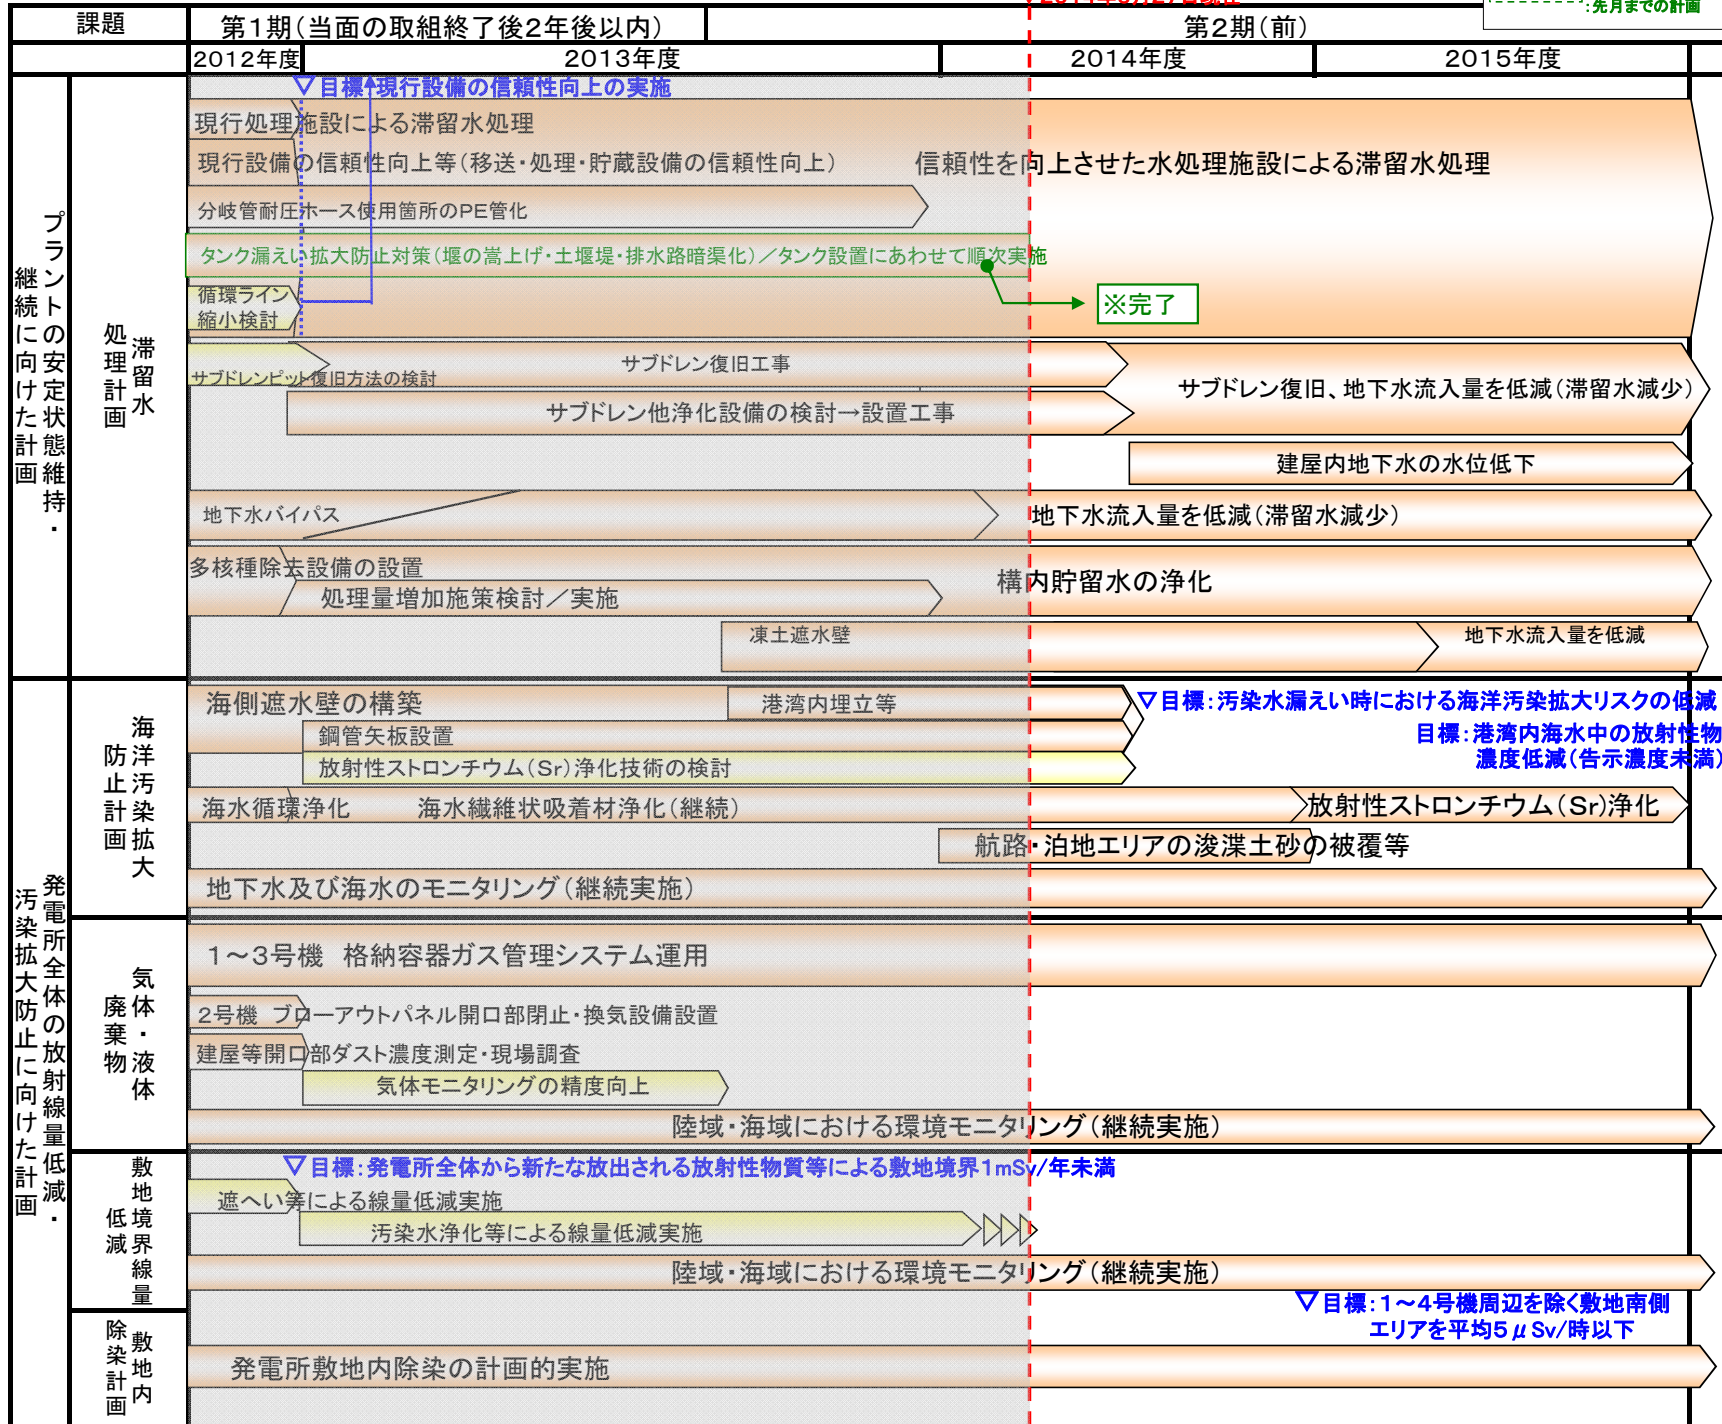 :先月までの計画
課題
第1期(当面の取組終了後2年後以内)
第2期(前)
2012年度
2013年度
2014年度
2015年度
プラントの安定状態維持・
継続に向けた計画
滞留水
処理計画
▽目標 現行設備の信頼性向上の実施
現行処理施設による滞留水処理
現行設備の信頼性向上等(移送・処理・貯蔵設備の信頼性向上)
信頼性を向上させた水処理施設による滞留水処理
分岐管耐圧ホース使用箇所のPE管化
タンク漏えい拡大防止対策(堰の嵩上げ・土堰堤・排水路暗渠化)/タンク設置にあわせて順次実施
循環ライン
縮小検討
※完了
サブドレン復旧工事
サブドレンピット復旧方法の検討
サブドレン復旧、地下水流入量を低減(滞留水減少)
サブドレン他浄化設備の検討→設置工事
建屋内地下水の水位低下
地下水バイパス
地下水流入量を低減(滞留水減少)
多核種除去設備の設置
構内貯留水の浄化
処理量増加施策検討/実施
凍土遮水壁
地下水流入量を低減
発電所全体の放射線量低減・
汚染拡大防止に向けた計画
海洋汚染拡大
防止計画
海側遮水壁の構築
港湾内埋立等
▽目標:汚染水漏えい時における海洋汚染拡大リスクの低減
鋼管矢板設置
目標:港湾内海水中の放射性物
濃度低減(告示濃度未満)
放射性ストロンチウム(Sr)浄化技術の検討
海水循環浄化
海水繊維状吸着材浄化(継続)
放射性ストロンチウム(Sr)浄化
航路・泊地エリアの浚渫土砂の被覆等
地下水及び海水のモニタリング(継続実施)
気体・液体
廃棄物
1~3号機 格納容器ガス管理システム運用
2号機 ブローアウトパネル開口部閉止・換気設備設置
建屋等開口部ダスト濃度測定・現場調査
気体モニタリングの精度向上
陸域・海域における環境モニタリング(継続実施)
敷地境界線量
低減
▽目標:発電所全体から新たな放出される放射性物質等による敷地境界1mSv/年未満
遮へい等による線量低減実施
汚染水浄化等による線量低減実施
陸域・海域における環境モニタリング(継続実施)
敷地内
除染計画
▽目標:1~4号機周辺を除く敷地南側
エリアを平均5μSv/時以下
発電所敷地内除染の計画的実施